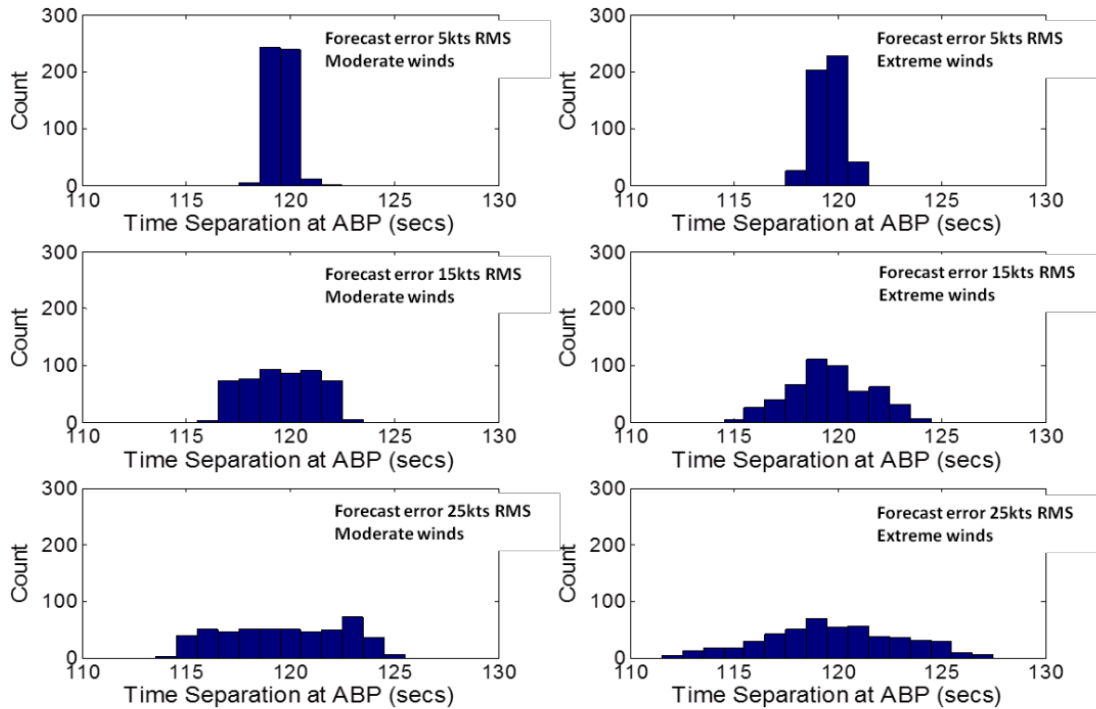 300
200
100
0
Count
Forecast error 5kts RMS
Moderate winds
110 115 120 125 130
Time Separation at ABP (secs)
300
200
100
0
Count
Forecast error 5kts RMS
Extreme winds
110 115 120 125 130
Time Separation at ABP (secs)
300
200
100
0
Count
Forecast error 15kts RMS
Moderate winds
110 115 120 125 130
Time Separation at ABP (secs)
300
200
100
0
Count
Forecast error 15kts RMS
Extreme winds
110 115 120 125 130
Time Separation at ABP (secs)
300
200
100
0
Count
Forecast error 25kts RMS
Moderate winds
110 115 120 125 130
Time Separation at ABP (secs)
300
200
100
0
Count
Forecast error 25kts RMS
Extreme winds
110 115 120 125 130
Time Separation at ABP (secs)